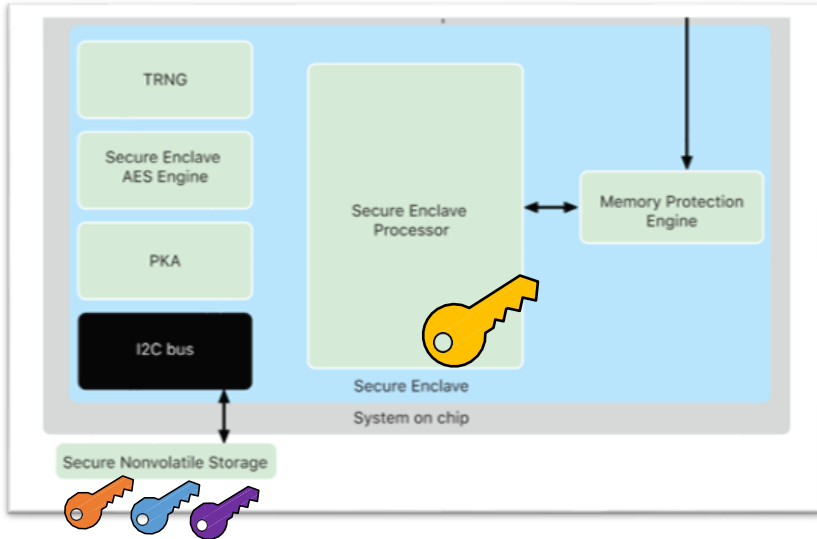 TRNG
Secure Enclave
AES Engine
PKA
I2C bus
Secure Enclave
Processor
Memory Protection
Engine
Secure Enclave
System on chip
Secure Nonvolatile Storage